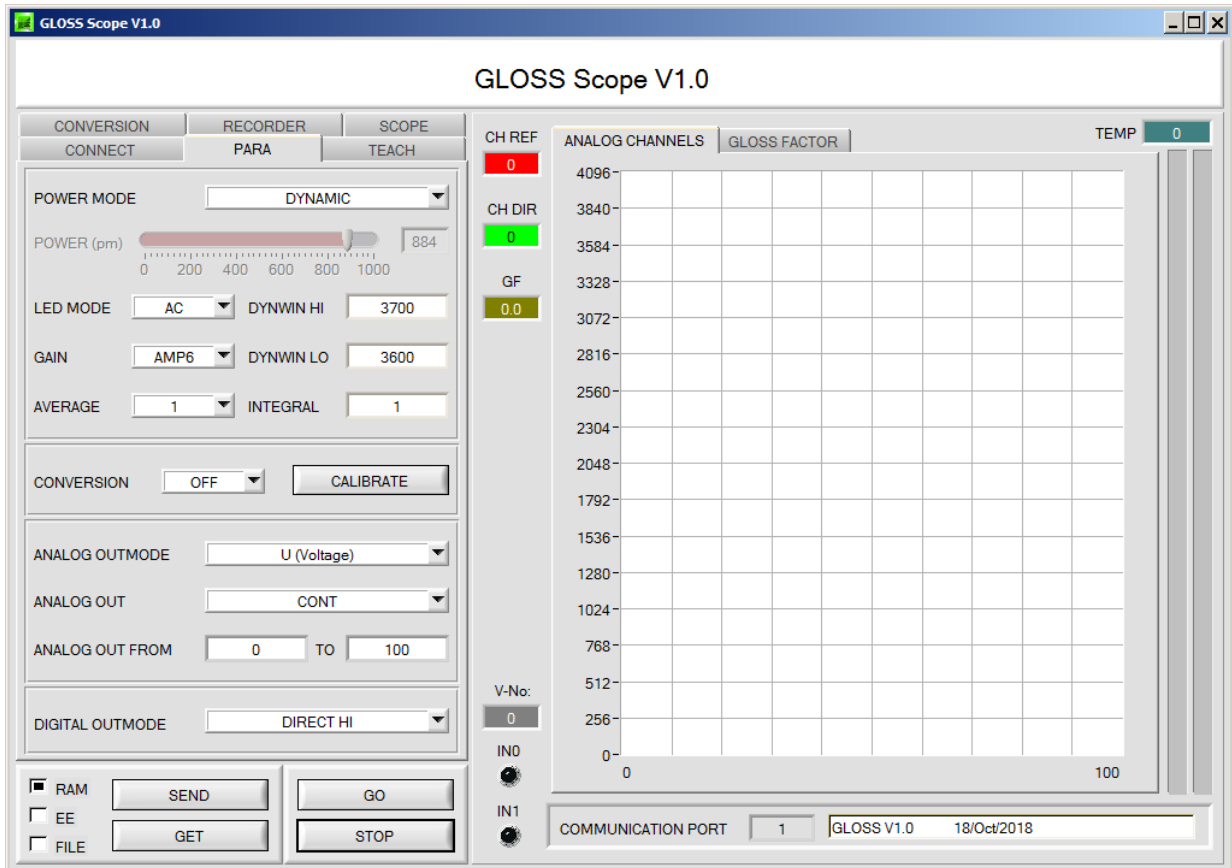 GLOSS Scope V1.0
GLOSS Scope V1.0
CONVERSION RECORDER SCOPE
CONNECT PARA TEACH
POWER MODE DYNAMIC
POWER (pm) 884
0 200 400 600 800 1000
LED MODE AC DYNWIN HI 3700
GAIN AMP6 DYNWIN LO 3600
AVERAGE 1 INTEGRAL 1
CONVERSION OFF CALIBRATE
ANALOG OUTMODE U (Voltage)
ANALOG OUT CONT
ANALOG OUT FROM 0 TO 100
DIGITAL OUTMODE DIRECT HI
RAM
EE
FILE
SEND
GET
GO
STOP
CH REF
0
CH DIR
0
GF
0.0
V-No:
0
IN0
IN1
ANALOG CHANNELS GLOSS FACTOR
TEMP 0
4096
3840
3584
3328
3072
2816
2560
2304
2048
1792
1536
1280
1024
768
512
256
0
0 100
COMMUNICATION PORT 1 GLOSS V1.0 18/Oct/2018